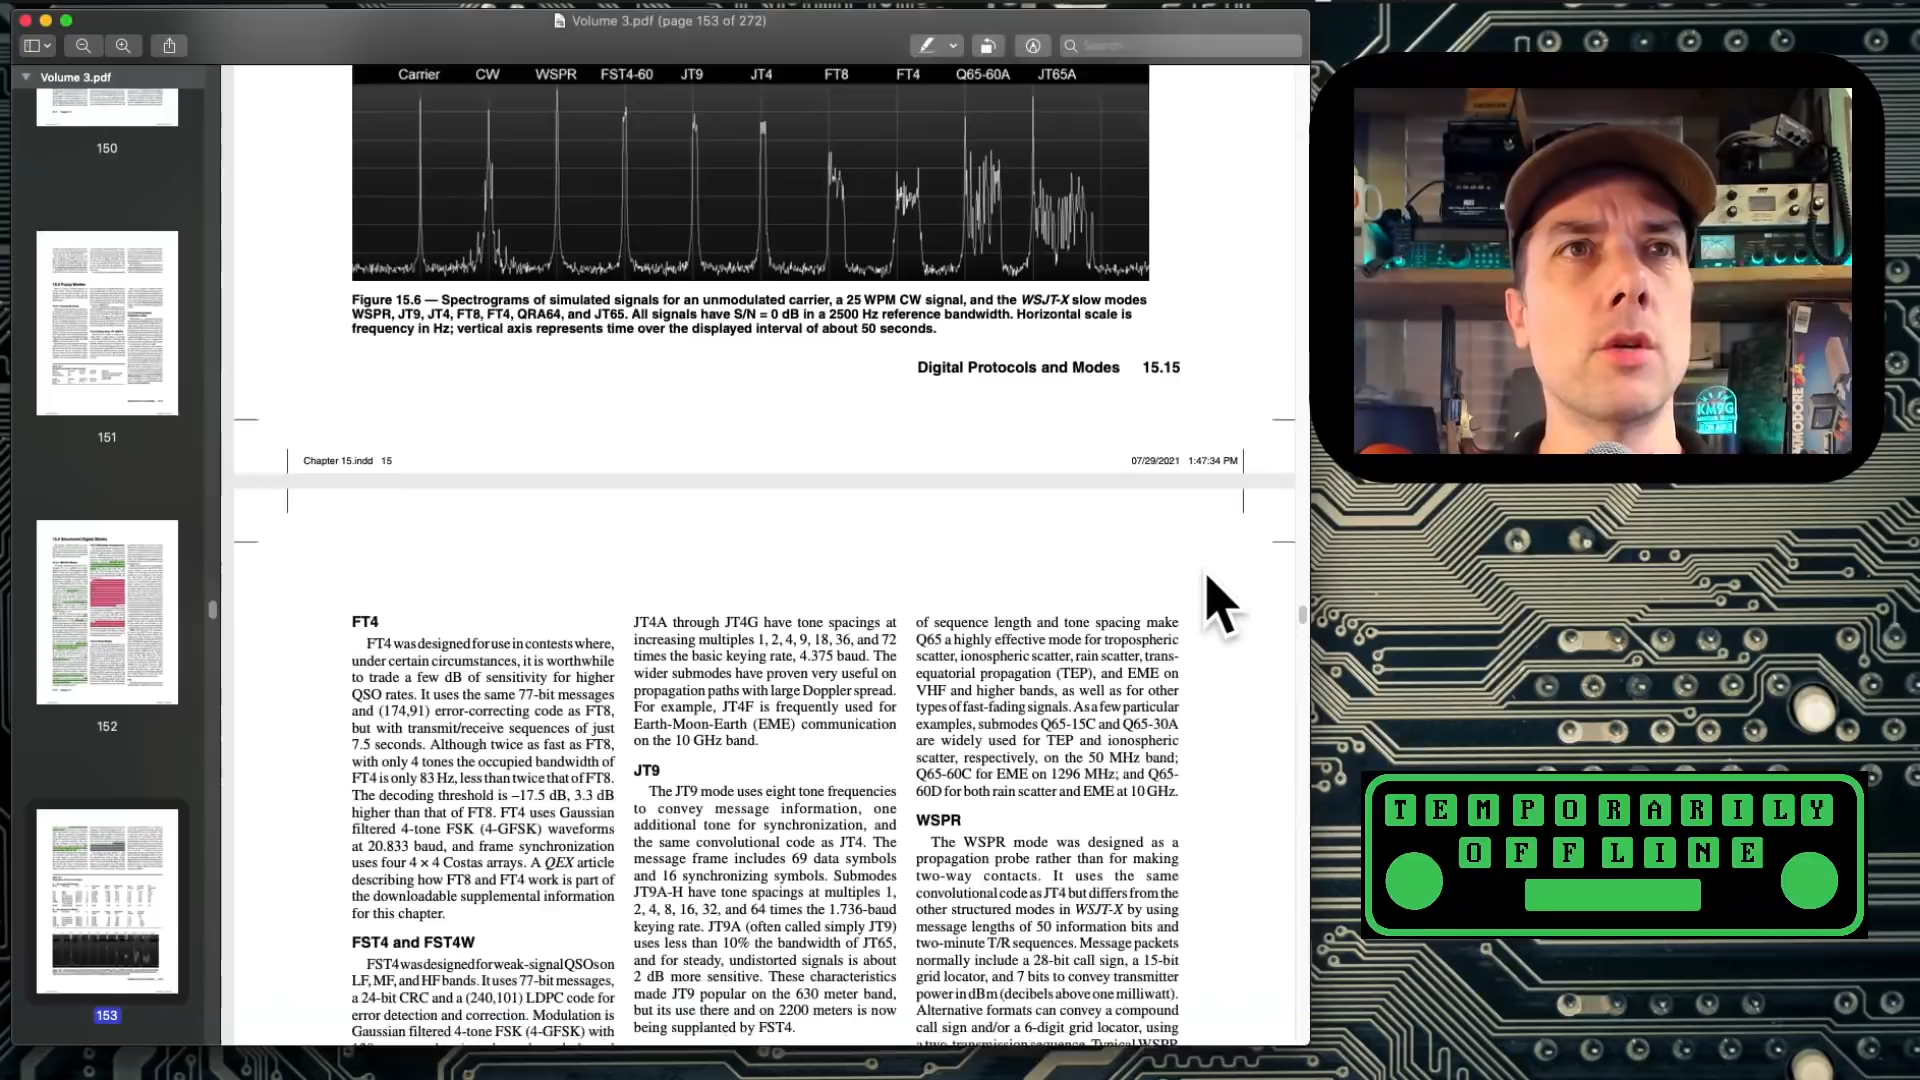 Volume 3.pdf (page 153 of 272)
Search
Volume 3.pdf
150
151
152
153
Carrier CW WSPR FST4-60 JT9 JT4 FT8 FT4 Q65-60A JT65A
Figure 15.6 — Spectrograms of simulated signals for an unmodulated carrier, a 25 WPM CW signal, and the WSJT-X slow modes
WSPR, JT9, JT4, FT8, FT4, QRA64, and JT65. All signals have S/N = 0 dB in a 2500 Hz reference bandwidth. Horizontal scale is
frequency in Hz; vertical axis represents time over the displayed interval of about 50 seconds.
Digital Protocols and Modes 15.15
Chapter 15.indd 15
07/29/2021 1:47:34 PM
FT4
FT4 was designed for use in contests where,
under certain circumstances, it is worthwhile
to trade a few dB of sensitivity for higher
QSO rates. It uses the same 77-bit messages
and (174,91) error-correcting code as FT8,
but with transmit/receive sequences of just
7.5 seconds. Although twice as fast as FT8,
with only 4 tones the occupied bandwidth of
FT4 is only 83 Hz, less than twice that of FT8.
The decoding threshold is –17.5 dB, 3.3 dB
higher than that of FT8. FT4 uses Gaussian
filtered 4-tone FSK (4-GFSK) waveforms
at 20.833 baud, and frame synchronization
uses four 4 × 4 Costas arrays. A QEX article
describing how FT8 and FT4 work is part of
the downloadable supplemental information
for this chapter.
FST4 and FST4W
FST4 was designed for weak-signal QSOs on
LF, MF, and HF bands. It uses 77-bit messages,
a 24-bit CRC and a (240,101) LDPC code for
error detection and correction. Modulation is
Gaussian filtered 4-tone FSK (4-GFSK) with
JT4A through JT4G have tone spacings at
increasing multiples 1, 2, 4, 9, 18, 36, and 72
times the basic keying rate, 4.375 baud. The
wider submodes have proven very useful on
propagation paths with large Doppler spread.
For example, JT4F is frequently used for
Earth-Moon-Earth (EME) communication
on the 10 GHz band.
JT9
The JT9 mode uses eight tone frequencies
to convey message information, one
additional tone for synchronization, and
the same convolutional code as JT4. The
message frame includes 69 data symbols
and 16 synchronizing symbols. Submodes
JT9A-H have tone spacings at multiples 1,
2, 4, 8, 16, 32, and 64 times the 1.736-baud
keying rate. JT9A (often called simply JT9)
uses less than 10% the bandwidth of JT65,
and for steady, undistorted signals is about
2 dB more sensitive. These characteristics
made JT9 popular on the 630 meter band,
but its use there and on 2200 meters is now
being supplanted by FST4.
of sequence length and tone spacing make
Q65 a highly effective mode for tropospheric
scatter, ionospheric scatter, rain scatter, trans-
equatorial propagation (TEP), and EME on
VHF and higher bands, as well as for other
types of fast-fading signals. As a few particular
examples, submodes Q65-15C and Q65-30A
are widely used for TEP and ionospheric
scatter, respectively, on the 50 MHz band;
Q65-60C for EME on 1296 MHz; and Q65-
60D for both rain scatter and EME at 10 GHz.
WSPR
The WSPR mode was designed as a
propagation probe rather than for making
two-way contacts. It uses the same
convolutional code as JT4 but differs from the
other structured modes in WSJT-X by using
message lengths of 50 information bits and
two-minute T/R sequences. Message packets
normally include a 28-bit call sign, a 15-bit
grid locator, and 7 bits to convey transmitter
power in dBm (decibels above one milliwatt).
Alternative formats can convey a compound
call sign and/or a 6-digit grid locator, using
a two-transmission sequence. Typical WSPR
KM9G
COMMODORE
TEMPORARILY
OFFLINE